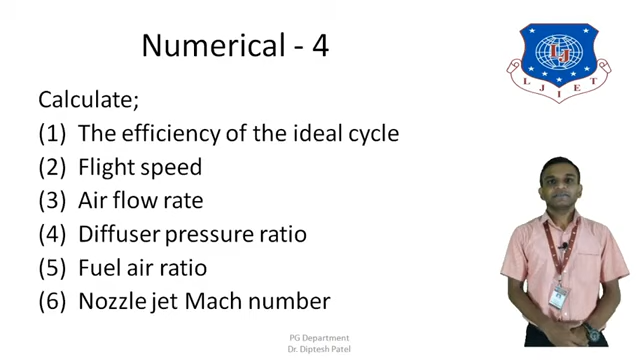 Numerical - 4
LJIET
Calculate;
(1) The efficiency of the ideal cycle
(2) Flight speed
(3) Air flow rate
(4) Diffuser pressure ratio
(5) Fuel air ratio
(6) Nozzle jet Mach number
PG Department
Dr. Diptesh Patel